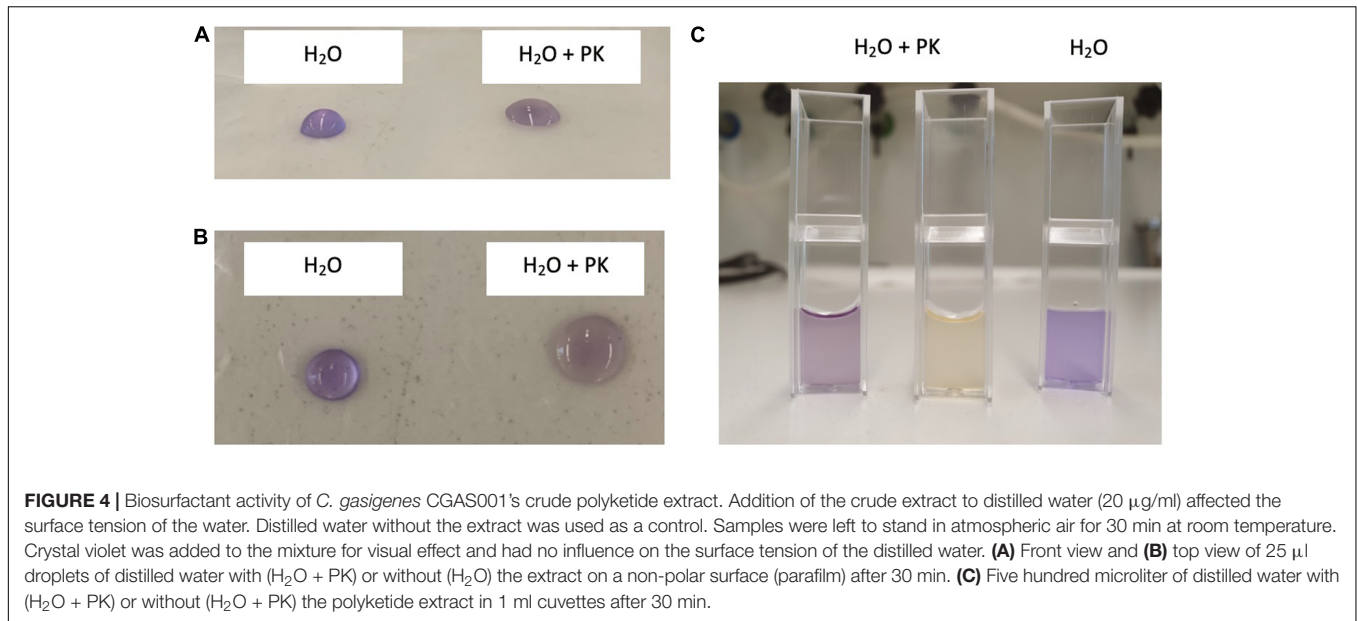 A
H₂O
H₂O + PK
B
H₂O
H₂O + PK
C
H₂O + PK
H₂O
FIGURE 4 | Biosurfactant activity of C. gasigenes CGAS001's crude polyketide extract. Addition of the crude extract to distilled water (20 μg/ml) affected the
surface tension of the water. Distilled water without the extract was used as a control. Samples were left to stand in atmospheric air for 30 min at room temperature.
Crystal violet was added to the mixture for visual effect and had no influence on the surface tension of the distilled water. (A) Front view and (B) top view of 25 μl
droplets of distilled water with (H₂O + PK) or without (H₂O) the extract on a non-polar surface (parafilm) after 30 min. (C) Five hundred microliter of distilled water with
(H₂O + PK) or without (H₂O + PK) the polyketide extract in 1 ml cuvettes after 30 min.